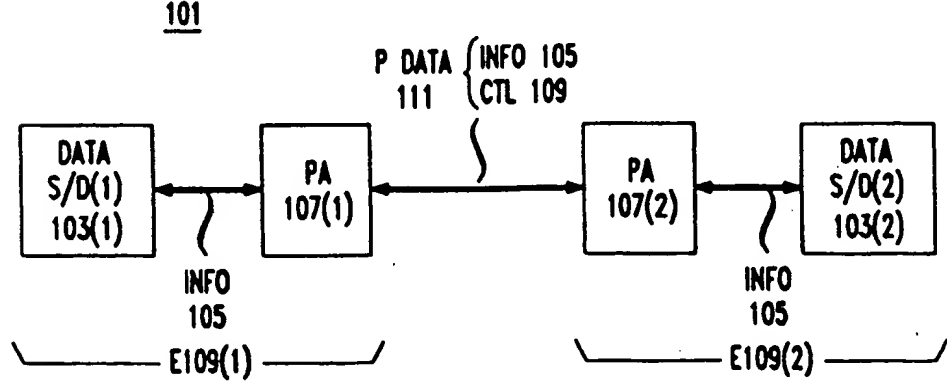 101
P DATA
111
INFO 105
CTL 109
DATA
S/D(1)
103(1)
PA
107(1)
PA
107(2)
DATA
S/D(2)
103(2)
INFO
105
INFO
105
E109(1)
E109(2)